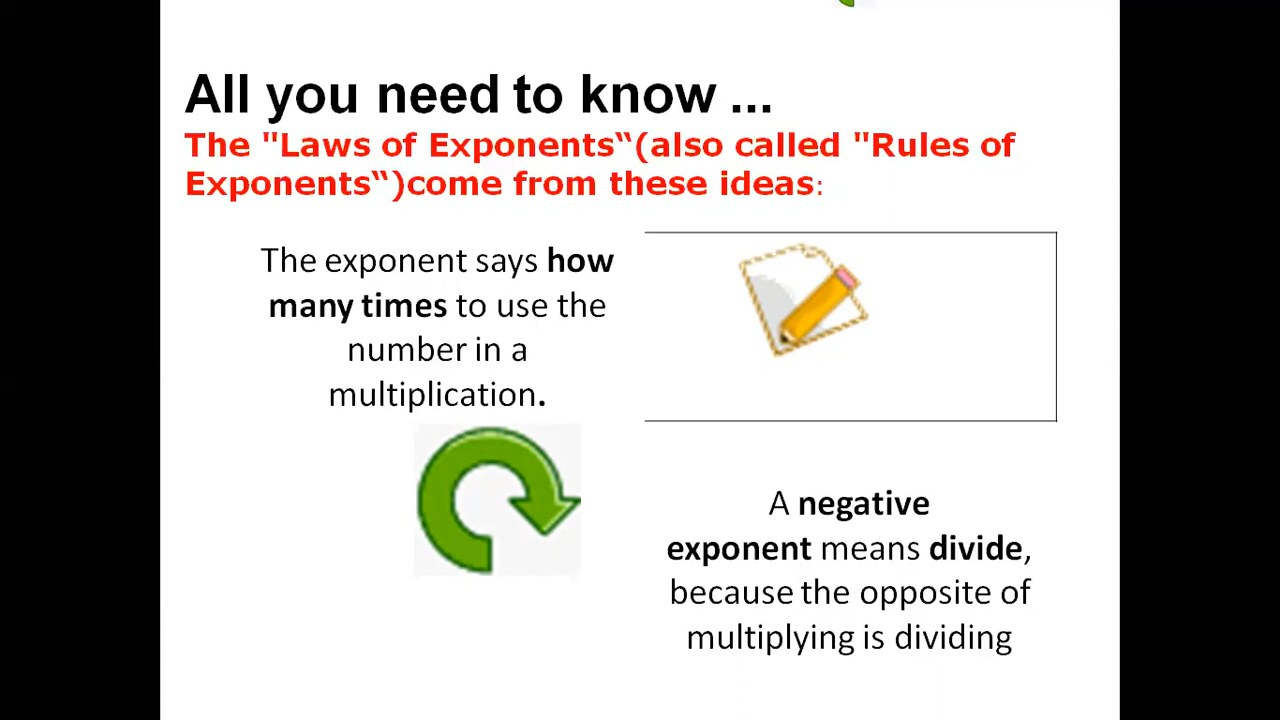 All you need to know ...
The "Laws of Exponents“(also called "Rules of
Exponents“)come from these ideas:
The exponent says how
many times to use the
number in a
multiplication.
A negative
exponent means divide,
because the opposite of
multiplying is dividing